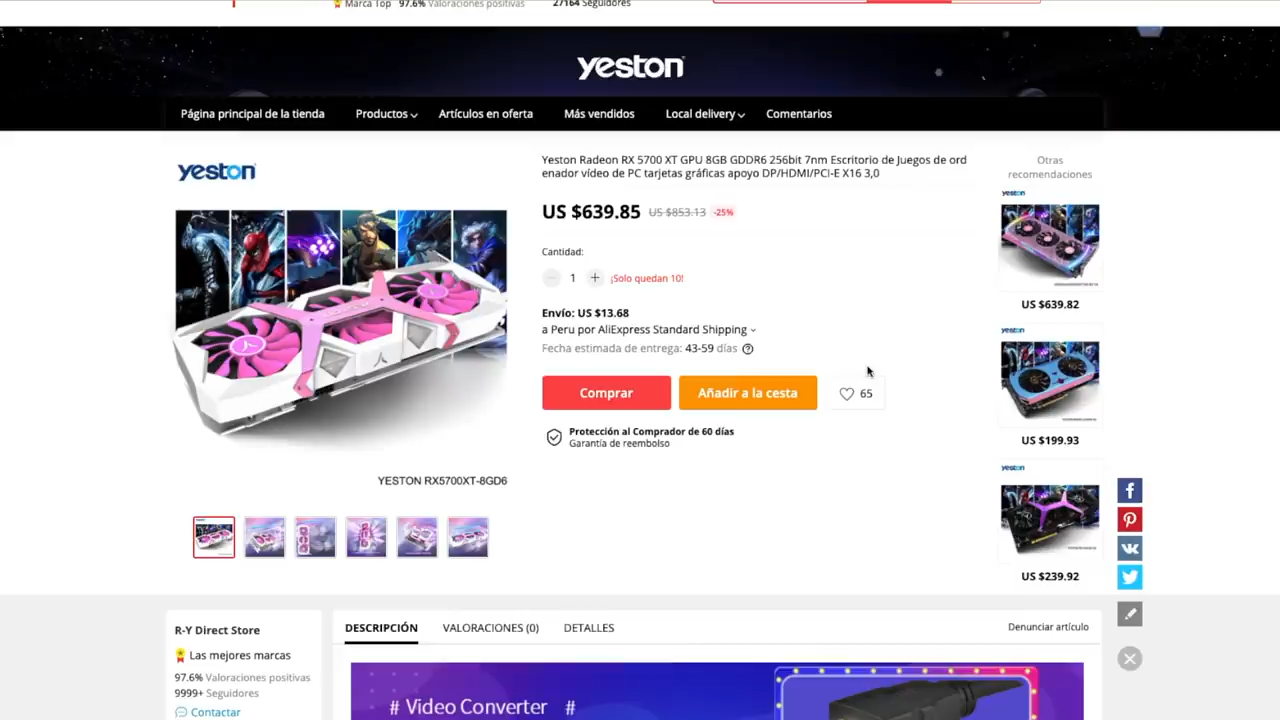 Marca Top 97.6% Valoraciones positivas
27164 Seguidores
yeston
Página principal de la tienda
Productos
Artículos en oferta
Más vendidos
Local delivery
Comentarios
yeston
YESTON RX5700XT-8GD6
Yeston Radeon RX 5700 XT GPU 8GB GDDR6 256bit 7nm Escritorio de Juegos de ord
enador vídeo de PC tarjetas gráficas apoyo DP/HDMI/PCI-E X16 3,0
US $639.85 US $853.13 -25%
Cantidad:
1 ¡Solo quedan 10!
Envío: US $13.68
a Peru por AliExpress Standard Shipping
Fecha estimada de entrega: 43-59 días
Comprar
Añadir a la cesta
65
Protección al Comprador de 60 días
Garantía de reembolso
Otras
recomendaciones
yeston
US $639.82
yeston
US $199.93
yeston
US $239.92
R-Y Direct Store
Las mejores marcas
97.6% Valoraciones positivas
9999+ Seguidores
Contactar
DESCRIPCIÓN
VALORACIONES (0)
DETALLES
Denunciar artículo
# Video Converter #